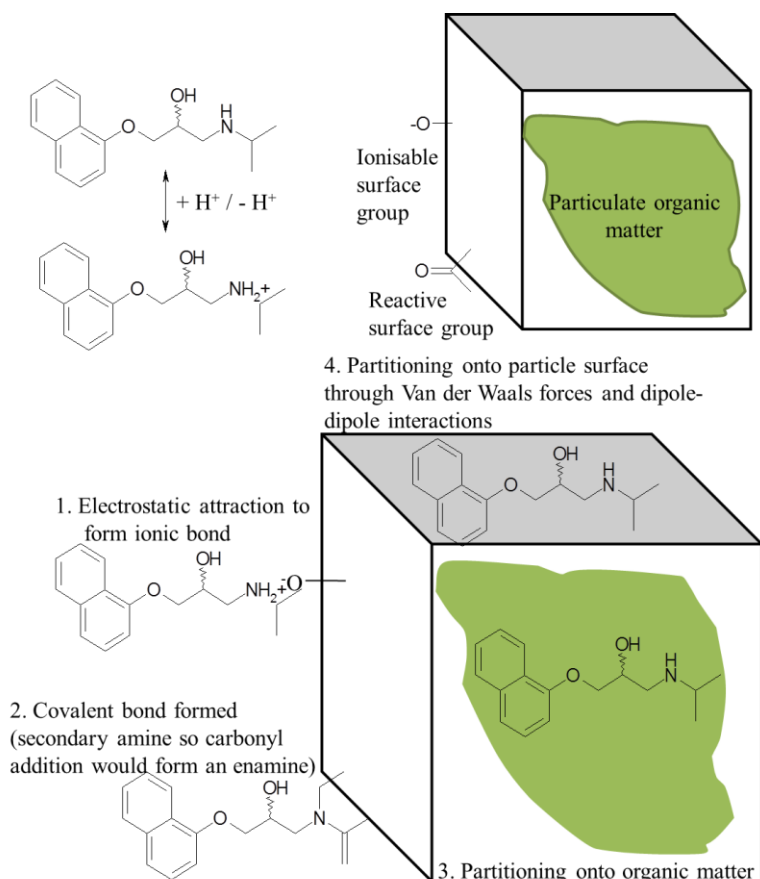 OH
H
N
O
+ H⁺ / - H⁺
OH
O
NH₂+
-O
Ionisable
surface
group
O
Reactive
surface group
Particulate organic
matter
4. Partitioning onto particle surface
through Van der Waals forces and dipole-
dipole interactions
OH
H
N
O
1. Electrostatic attraction to
form ionic bond
OH
O
NH₂+
-O
OH
H
N
O
2. Covalent bond formed
(secondary amine so carbonyl
addition would form an enamine)
OH
O
N
3. Partitioning onto organic matter